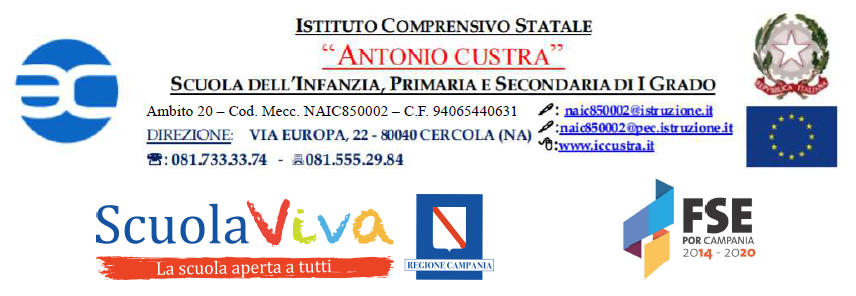 ISTITUTO COMPRENSIVO STATALE
“ANTONIO CUSTRA”
SCUOLA DELL’INFANZIA, PRIMARIA E SECONDARIA DI I GRADO
Ambito 20 – Cod. Mecc. NAIC850002 – C.F. 94065440631
: naic850002@istruzione.it
DIREZIONE: VIA EUROPA, 22 - 80040 CERCOLA (NA)
:naic850002@pec.istruzione.it
:www.iccustra.it
☎: 081.733.33.74 - 081.555.29.84
REPVBBLICA ITALIANA
ScuolaViva
La scuola aperta a tutti
REGIONE CAMPANIA
FSE
POR CAMPANIA
2014 - 2020